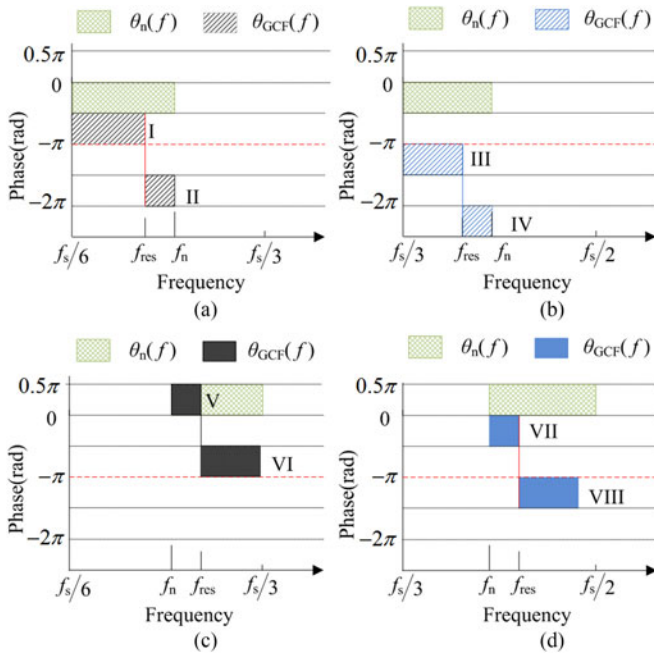 θn(f) θGCF(f)
0.5π
0
−π
−2π
Phase(rad)
I
II
fs/6 fres fn fs/3
Frequency
(a)
θn(f) θGCF(f)
0.5π
0
−π
−2π
Phase(rad)
III
IV
fs/3 fres fn fs/2
Frequency
(b)
θn(f) θGCF(f)
0.5π
0
−π
−2π
Phase(rad)
V
VI
fs/6 fn fres fs/3
Frequency
(c)
θn(f) θGCF(f)
0.5π
0
−π
−2π
Phase(rad)
VII
VIII
fs/3 fn fres fs/2
Frequency
(d)